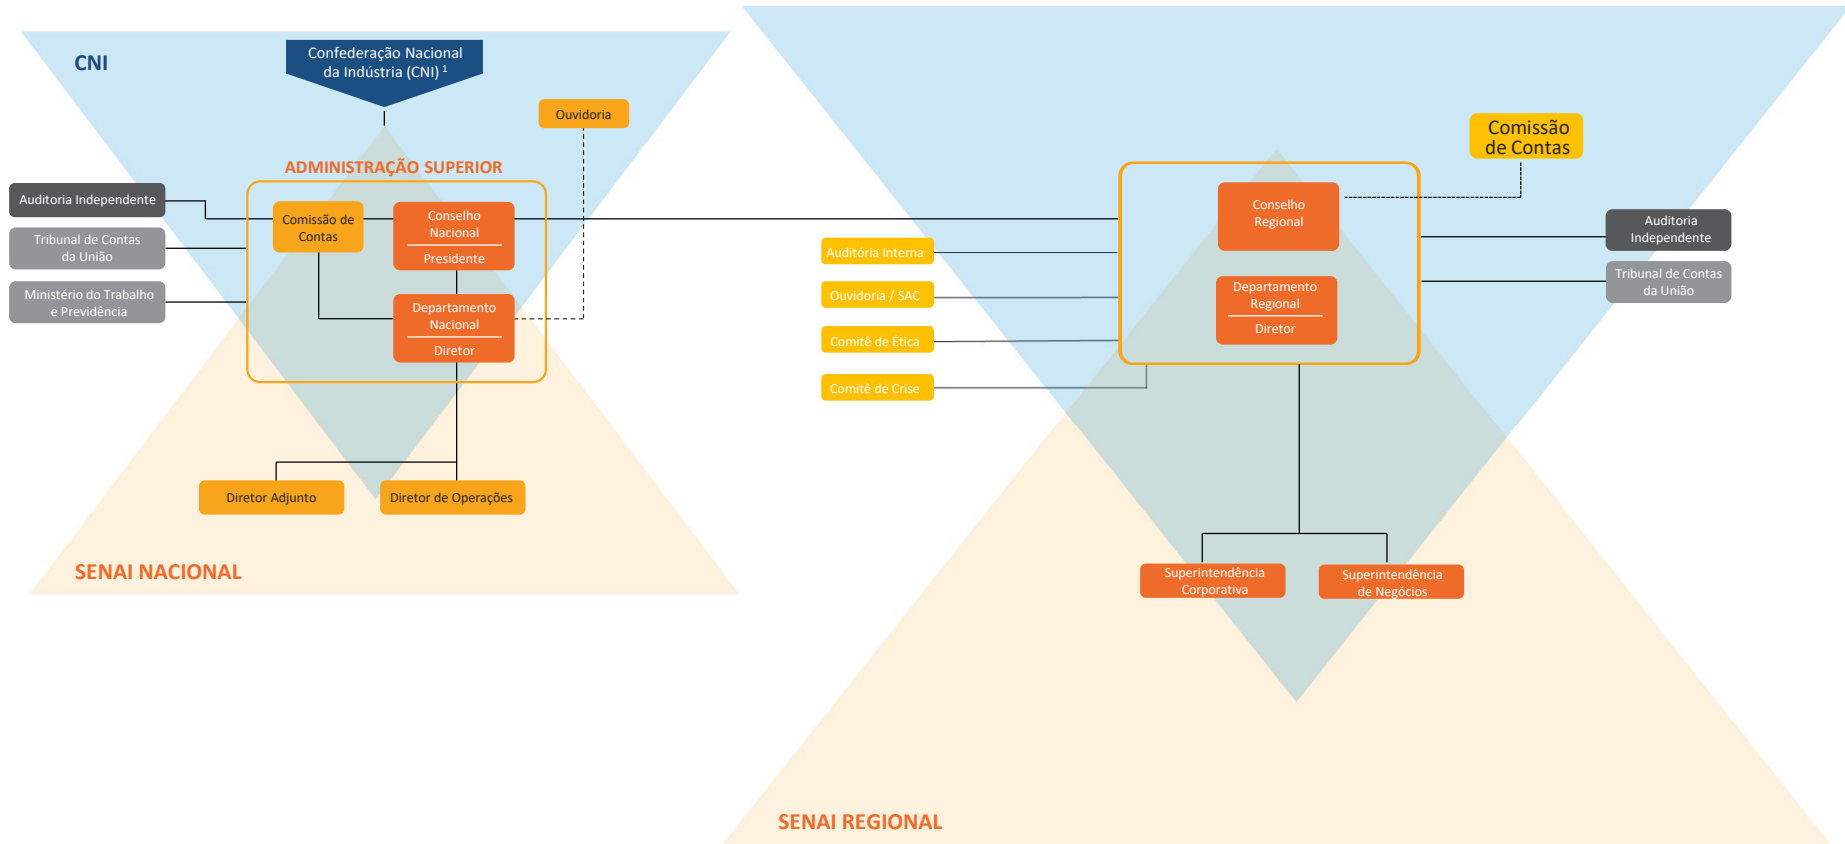 CNI
Confederação Nacional
da Indústria (CNI) 1
Ouvidoria
ADMINISTRAÇÃO SUPERIOR
Auditoria Independente
Tribunal de Contas
da União
Ministério do Trabalho
e Previdência
Comissão de
Contas
Conselho
Nacional
Presidente
Departamento
Nacional
Diretor
Diretor Adjunto
Diretor de Operações
SENAI NACIONAL
Comissão
de Contas
Conselho
Regional
Departamento
Regional
Diretor
Auditória Interna
Ouvidoria / SAC
Comitê de Ética
Comitê de Crise
Auditoria
Independente
Tribunal de Contas
da União
Superintendência
Corporativa
Superintendência
de Negócios
SENAI REGIONAL